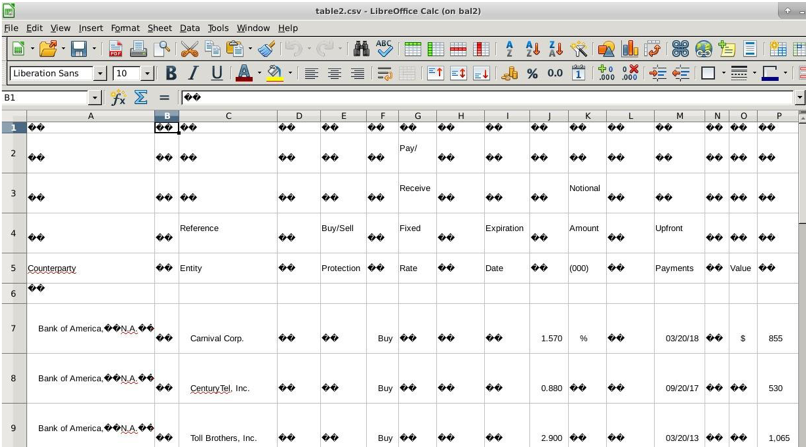 table2.csv - LibreOffice Calc (on bal2)
File Edit View Insert Format Sheet Data Tools Window Help
Liberation Sans 10
B1 ��
A B C D E F G H I J K L M N O P
1 �� �� �� �� �� �� �� �� �� �� �� �� �� �� �� ��
2 �� �� �� �� �� �� Pay/ �� �� �� �� �� �� �� �� ��
3 �� �� �� �� �� �� Receive �� �� �� Notional �� �� �� �� ��
4 �� �� Reference �� Buy/Sell �� Fixed �� Expiration �� Amount �� Upfront �� �� ��
5 Counterparty �� Entity �� Protection �� Rate �� Date �� (000) �� Payments �� Value ��
6 ��
7 Bank of America,��N.A.�� �� Carnival Corp. �� �� Buy �� �� �� 1.570 % �� 03/20/18 �� $ 855
8 Bank of America,��N.A.�� �� CenturyTel, Inc. �� �� Buy �� �� �� 0.880 �� �� 09/20/17 �� �� 530
9 Bank of America,��N.A.�� �� Toll Brothers, Inc. �� �� Buy �� �� �� 2.900 �� �� 03/20/13 �� �� 1,065